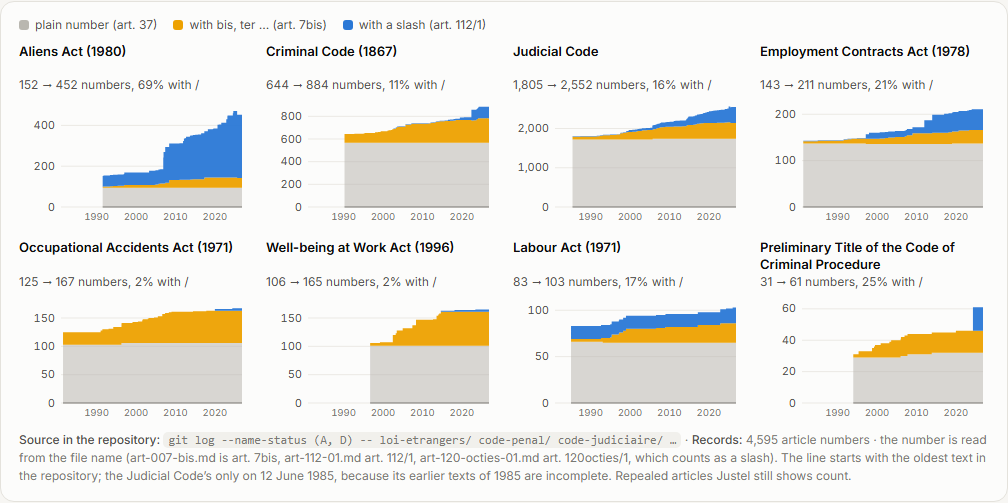 plain number (art. 37) with bis, ter ... (art. 7bis) with a slash (art. 112/1)
Aliens Act (1980)
152 → 452 numbers, 69% with /
400
200
0
1990 2000 2010 2020
Criminal Code (1867)
644 → 884 numbers, 11% with /
800
600
400
200
0
1990 2000 2010 2020
Judicial Code
1,805 → 2,552 numbers, 16% with /
2,000
1,000
0
1990 2000 2010 2020
Employment Contracts Act (1978)
143 → 211 numbers, 21% with /
200
100
0
1990 2000 2010 2020
Occupational Accidents Act (1971)
125 → 167 numbers, 2% with /
150
100
50
0
1990 2000 2010 2020
Well-being at Work Act (1996)
106 → 165 numbers, 2% with /
150
100
50
0
1990 2000 2010 2020
Labour Act (1971)
83 → 103 numbers, 17% with /
100
50
0
1990 2000 2010 2020
Preliminary Title of the Code of
Criminal Procedure
31 → 61 numbers, 25% with /
60
40
20
0
1990 2000 2010 2020
Source in the repository: git log --name-status (A, D) -- loi-etrangers/ code-penal/ code-judiciaire/ … · Records: 4,595 article numbers · the number is read
from the file name (art-007-bis.md is art. 7bis, art-112-01.md art. 112/1, art-120-octies-01.md art. 120octies/1, which counts as a slash). The line starts with the oldest text in
the repository; the Judicial Code's only on 12 June 1985, because its earlier texts of 1985 are incomplete. Repealed articles Justel still shows count.